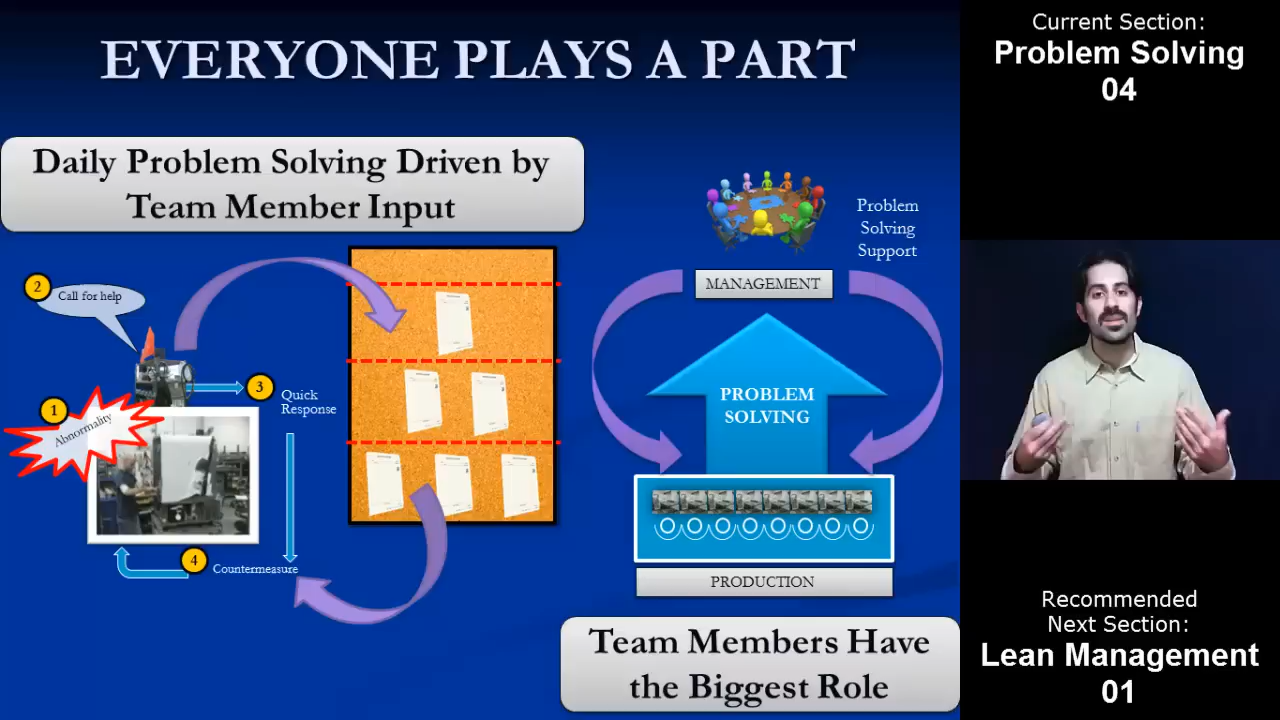 EVERYONE PLAYS A PART
Daily Problem Solving Driven by
Team Member Input
2
Call for help
1
Abnormality
3
Quick
Response
4
Countermeasure
Problem
Solving
Support
MANAGEMENT
PROBLEM
SOLVING
PRODUCTION
Team Members Have
the Biggest Role
Current Section:
Problem Solving
04
Recommended
Next Section:
Lean Management
01